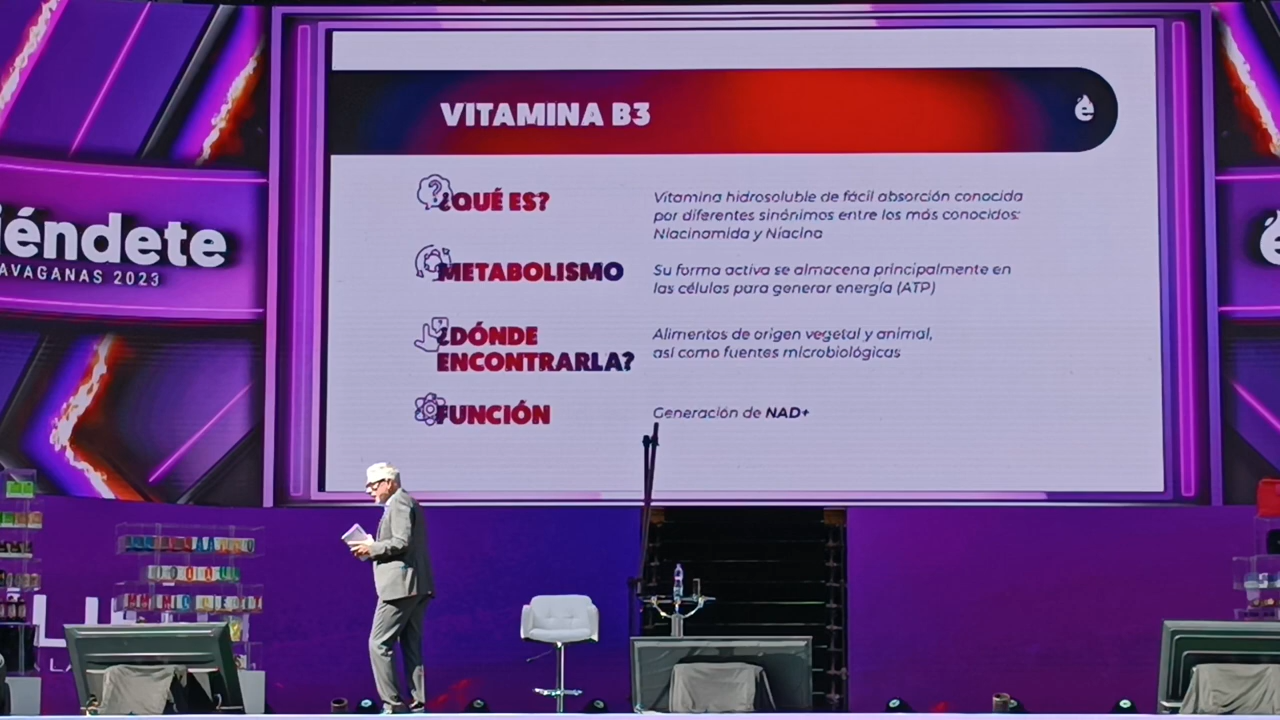 VITAMINA B3
¿QUÉ ES?
Vitamina hidrosoluble de fácil absorción conocida
por diferentes sinónimos entre los más conocidos:
Niacinamida y Niacina
METABOLISMO
Su forma activa se almacena principalmente en
las células para generar energía (ATP)
¿DÓNDE
ENCONTRARLA?
Alimentos de origen vegetal y animal,
así como fuentes microbiológicas
FUNCIÓN
Generación de NAD+
iéndete
AVAGANAS 2023